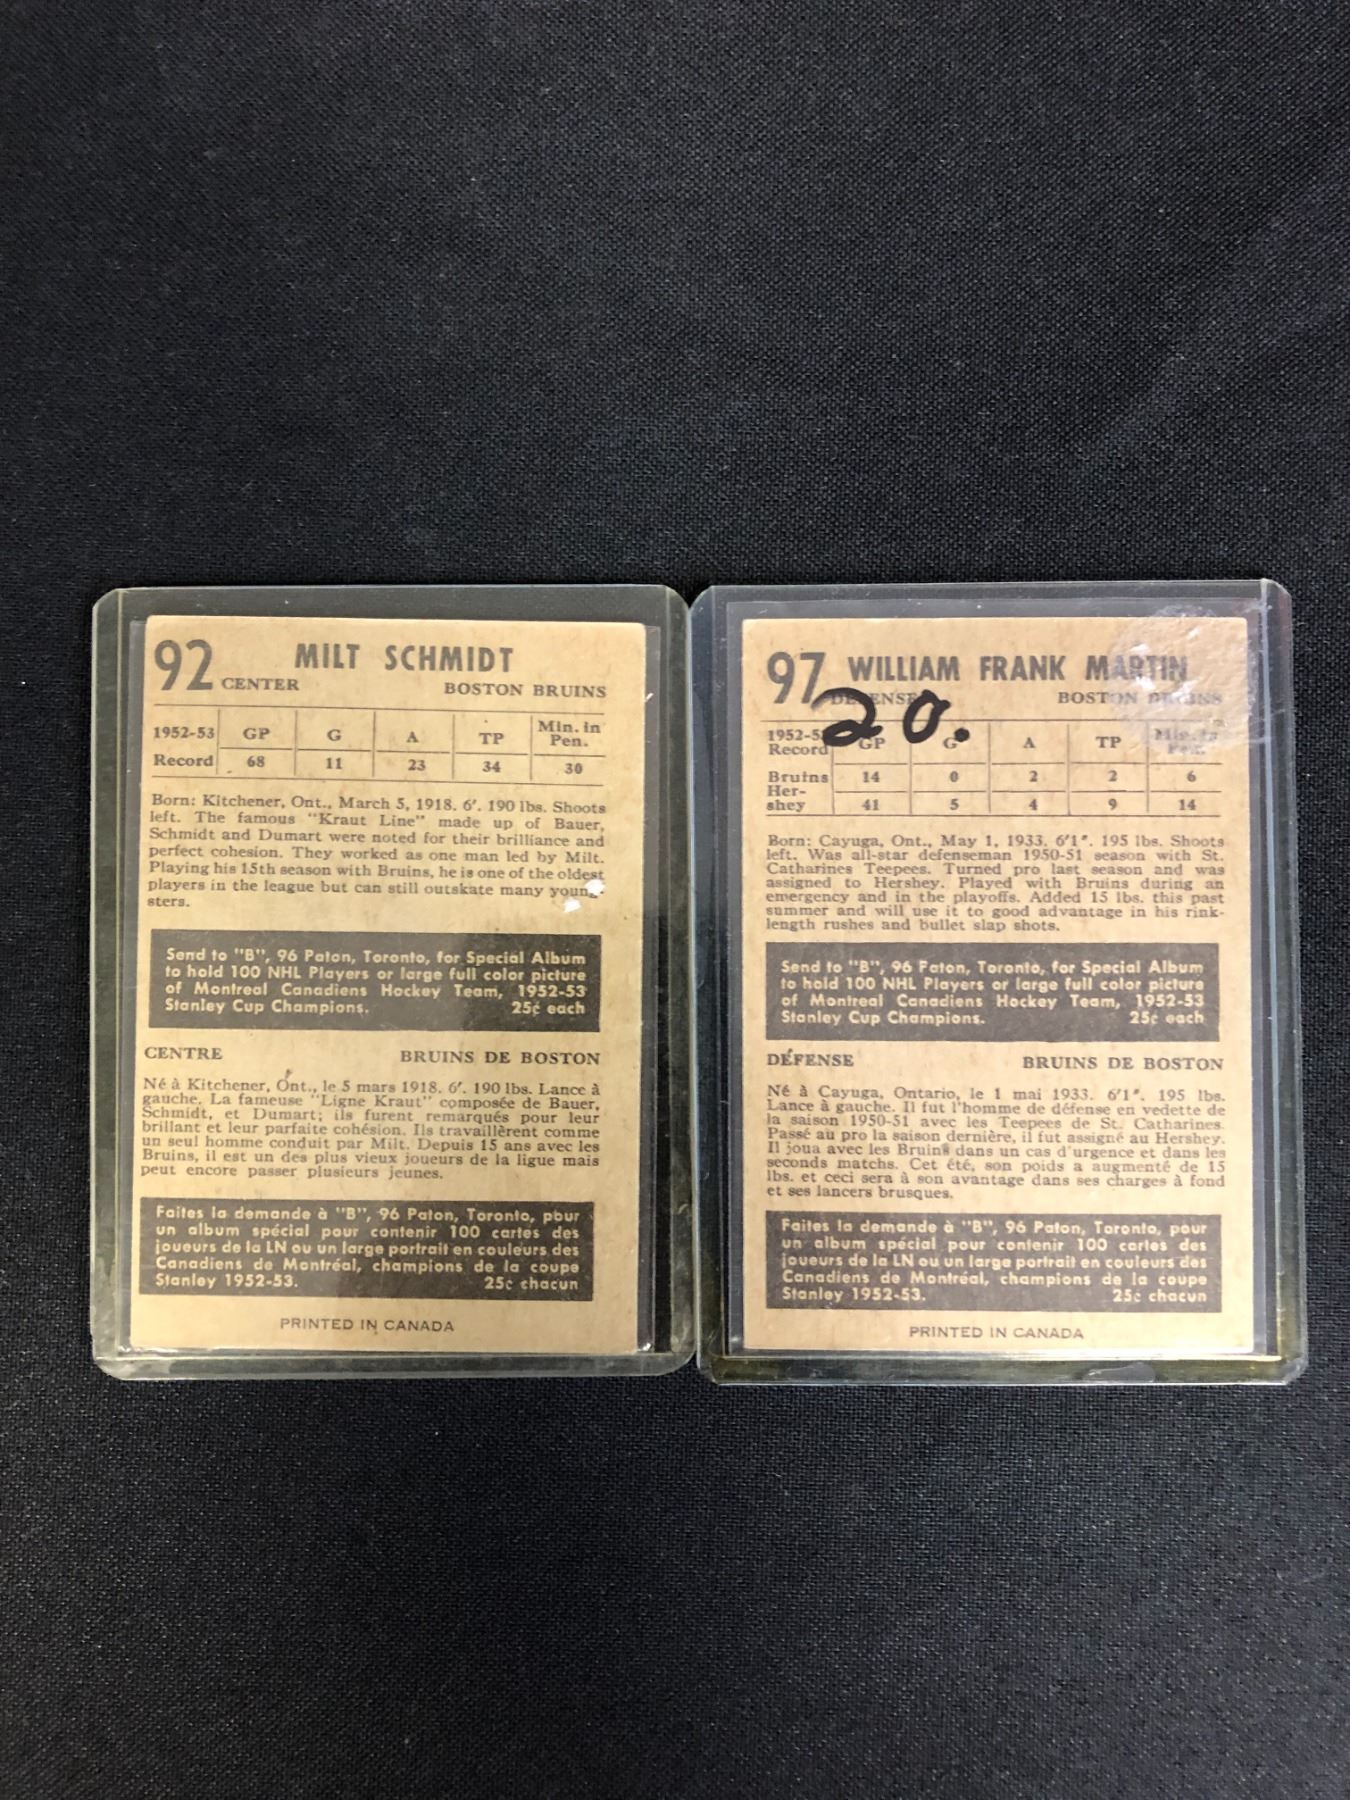 92 MILT SCHMIDT
CENTER BOSTON BRUINS
1952-53 Record GP G A TP Min. in Pen.
68 11 23 34 30
Born: Kitchener, Ont., March 5, 1918. 6'. 190 lbs. Shoots
left. The famous "Kraut Line" made up of Bauer,
Schmidt and Dumart were noted for their brilliance and
perfect cohesion. They worked as one man led by Milt.
Playing his 15th season with Bruins, he is one of the oldest
players in the league but can still outskate many young-
sters.
Send to "B", 96 Paton, Toronto, for Special Album
to hold 100 NHL Players or large full color picture
of Montreal Canadiens Hockey Team, 1952-53
Stanley Cup Champions. 25¢ each
CENTRE BRUINS DE BOSTON
Né à Kitchener, Ont., le 5 mars 1918. 6'. 190 lbs. Lance à
gauche. La fameuse "Ligne Kraut" composée de Bauer,
Schmidt, et Dumart; ils furent remarqués pour leur
brillant et leur parfaite cohésion. Ils travaillèrent comme
un seul homme conduit par Milt. Depuis 15 ans avec les
Bruins, il est un des plus vieux joueurs de la ligue mais
peut encore passer plusieurs jeunes.
Faites la demande à "B", 96 Paton, Toronto, pour
un album spécial pour contenir 100 cartes des
joueurs de la LN ou un large portrait en couleurs des
Canadiens de Montréal, champions de la coupe
Stanley 1952-53. 25c chacun
PRINTED IN CANADA
97 WILLIAM FRANK MARTIN
DEFENSE BOSTON BRUINS
20.
1952-53 Record GP G A TP Min. in Pen.
Bruins 14 0 2 2 6
Her-
shey 41 5 4 9 14
Born: Cayuga, Ont., May 1, 1933. 6'1". 195 lbs. Shoots
left. Was all-star defenseman 1950-51 season with St.
Catharines Teepees. Turned pro last season and was
assigned to Hershey. Played with Bruins during an
emergency and in the playoffs. Added 15 lbs. this past
summer and will use it to good advantage in his rink-
length rushes and bullet slap shots.
Send to "B", 96 Paton, Toronto, for Special Album
to hold 100 NHL Players or large full color picture
of Montreal Canadiens Hockey Team, 1952-53
Stanley Cup Champions. 25¢ each
DÉFENSE BRUINS DE BOSTON
Né à Cayuga, Ontario, le 1 mai 1933. 6'1". 195 lbs.
Lance à gauche. Il fut l'homme de défense en vedette de
la saison 1950-51 avec les Teepees de St. Catharines.
Passé au pro la saison dernière, il fut assigné au Hershey.
Il joua avec les Bruins dans un cas d'urgence et dans les
seconds matchs. Cet été, son poids a augmenté de 15
lbs. et ceci sera à son avantage dans ses charges à fond
et ses lancers brusques.
Faites la demande à "B", 96 Paton, Toronto, pour
un album spécial pour contenir 100 cartes des
joueurs de la LN ou un large portrait en couleurs des
Canadiens de Montréal, champions de la coupe
Stanley 1952-53. 25c chacun
PRINTED IN CANADA